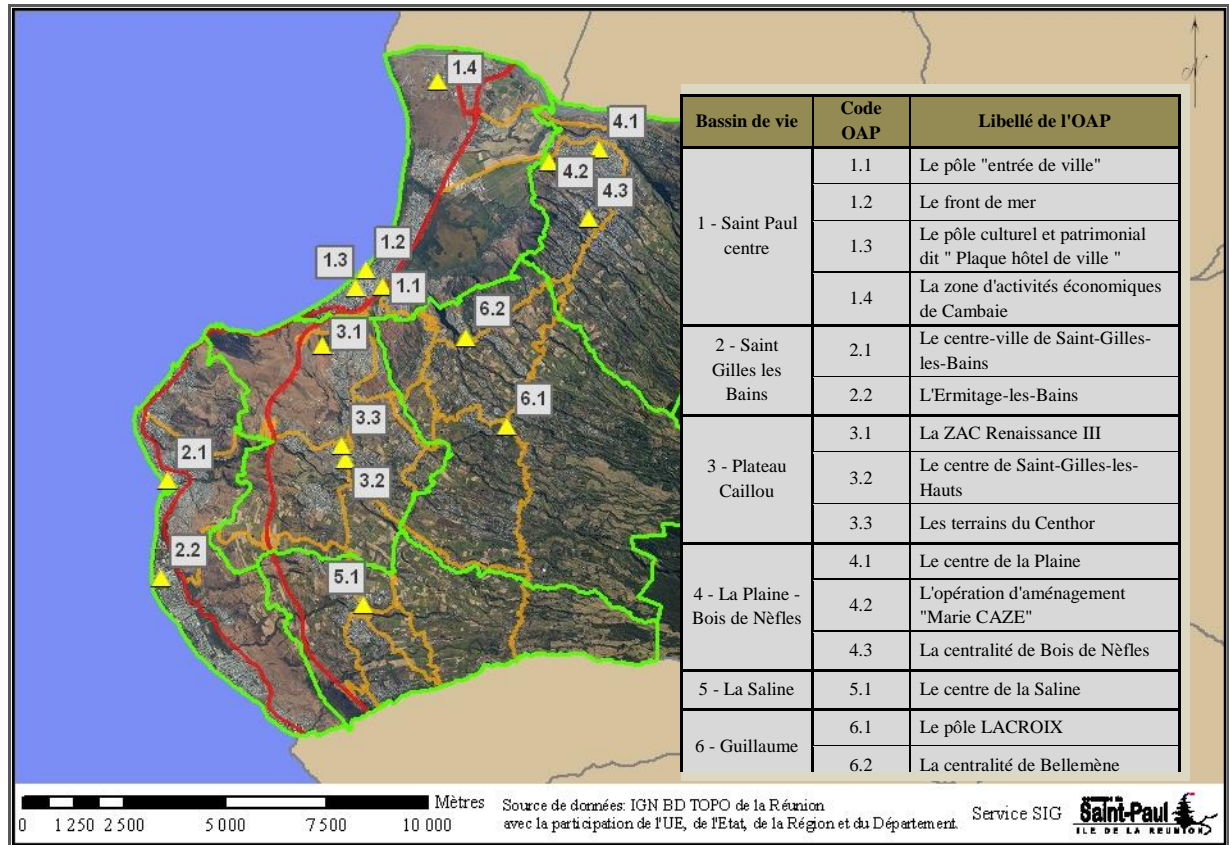 1.4
4.1
4.2
4.3
1.2
1.3
1.1
3.1
6.2
6.1
3.3
3.2
2.1
2.2
5.1
Bassin de vie
Code OAP
Libellé de l'OAP
1 - Saint Paul centre
1.1
Le pôle "entrée de ville"
1.2
Le front de mer
1.3
Le pôle culturel et patrimonial
dit " Plaque hôtel de ville "
1.4
La zone d'activités économiques
de Cambaie
2 - Saint Gilles les Bains
2.1
Le centre-ville de Saint-Gilles-
les-Bains
2.2
L'Ermitage-les-Bains
3 - Plateau Caillou
3.1
La ZAC Renaissance III
3.2
Le centre de Saint-Gilles-les-
Hauts
3.3
Les terrains du Centhor
4 - La Plaine - Bois de Nèfles
4.1
Le centre de la Plaine
4.2
L'opération d'aménagement
"Marie CAZE"
4.3
La centralité de Bois de Nèfles
5 - La Saline
5.1
Le centre de la Saline
6 - Guillaume
6.1
Le pôle LACROIX
6.2
La centralité de Bellemène
Mètres
0 1 250 2 500 5 000 7 500 10 000
Source de données: IGN BD TOPO de la Réunion
avec la participation de l'UE, de l'Etat, de la Région et du Département.
Service SIG
Saint-Paul
ILE DE LA REUNION